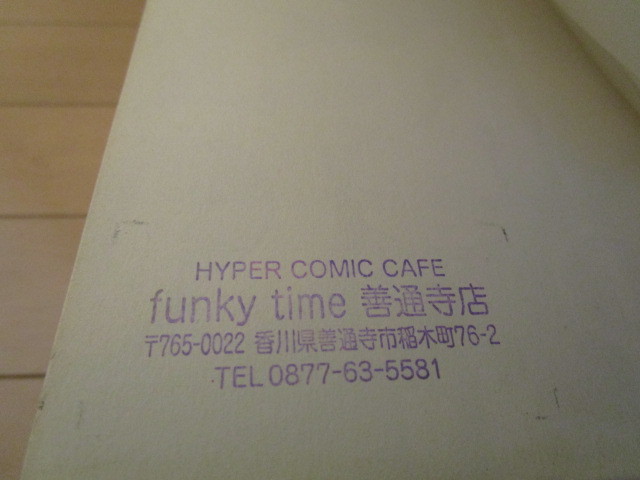 HYPER COMIC CAFE
funky time 善通寺店
〒765-0022 香川県善通寺市稲木町76-2
TEL 0877-63-5581